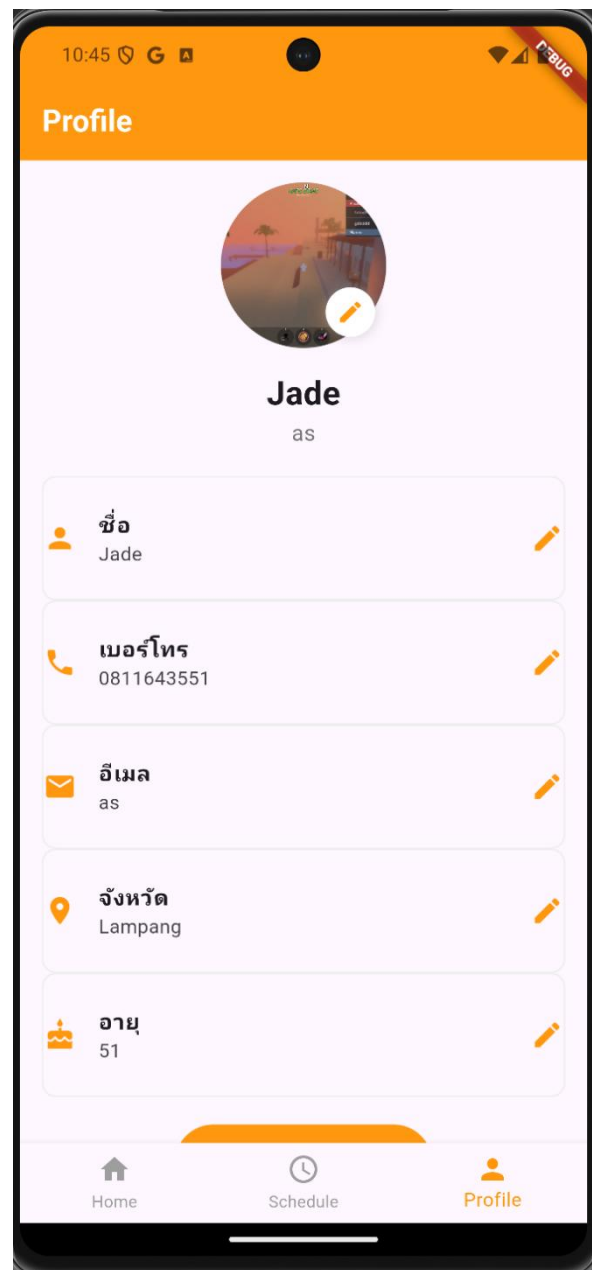 10:45
DEBUG
Profile
Jade
as
ชื่อ
Jade
เบอร์โทร
0811643551
อีเมล
as
จังหวัด
Lampang
อายุ
51
Home
Schedule
Profile